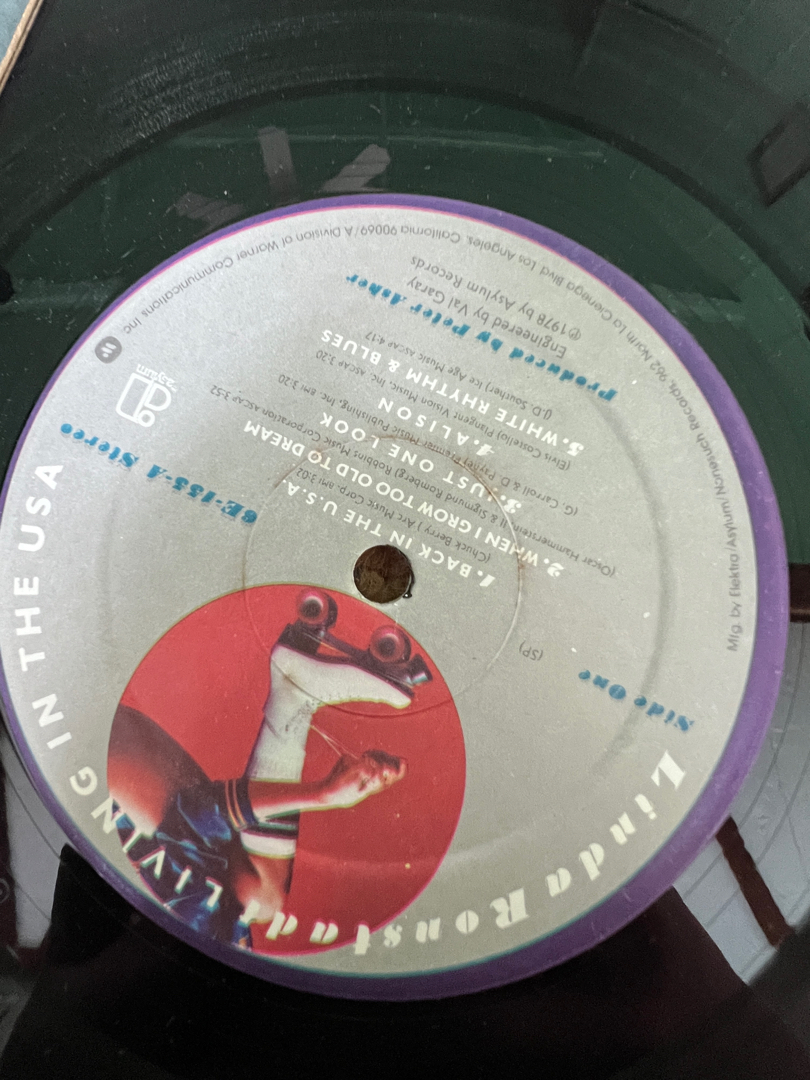 Linda Ronstadt LIVING IN THE USA
Side One
6E-155-A Stereo
(SP)
1. BACK IN THE U.S.A.
(Chuck Berry) Arc Music Corp. BMI 3:02
2. WHEN I GROW TOO OLD TO DREAM
(Oscar Hammerstein II & Sigmund Romberg) Robbins Music Corporation ASCAP 3:52
3. JUST ONE LOOK
(G. Carroll & D. Payne) Premier Music Publishing, Inc. BMI 3:20
4. ALISON
(Elvis Costello) Plangent Vision Music, Inc. ASCAP 3:20
5. WHITE RHYTHM & BLUES
(J.D. Souther) Ice Age Music ASCAP 4:17
Produced by Peter Asher
Engineered by Val Garay
℗1978 by Asylum Records
asylum
Mfg. by Elektra/Asylum/Nonesuch Records, 962 North La Cienega Blvd. Los Angeles, California 90069/A Division of Warner Communications Inc.